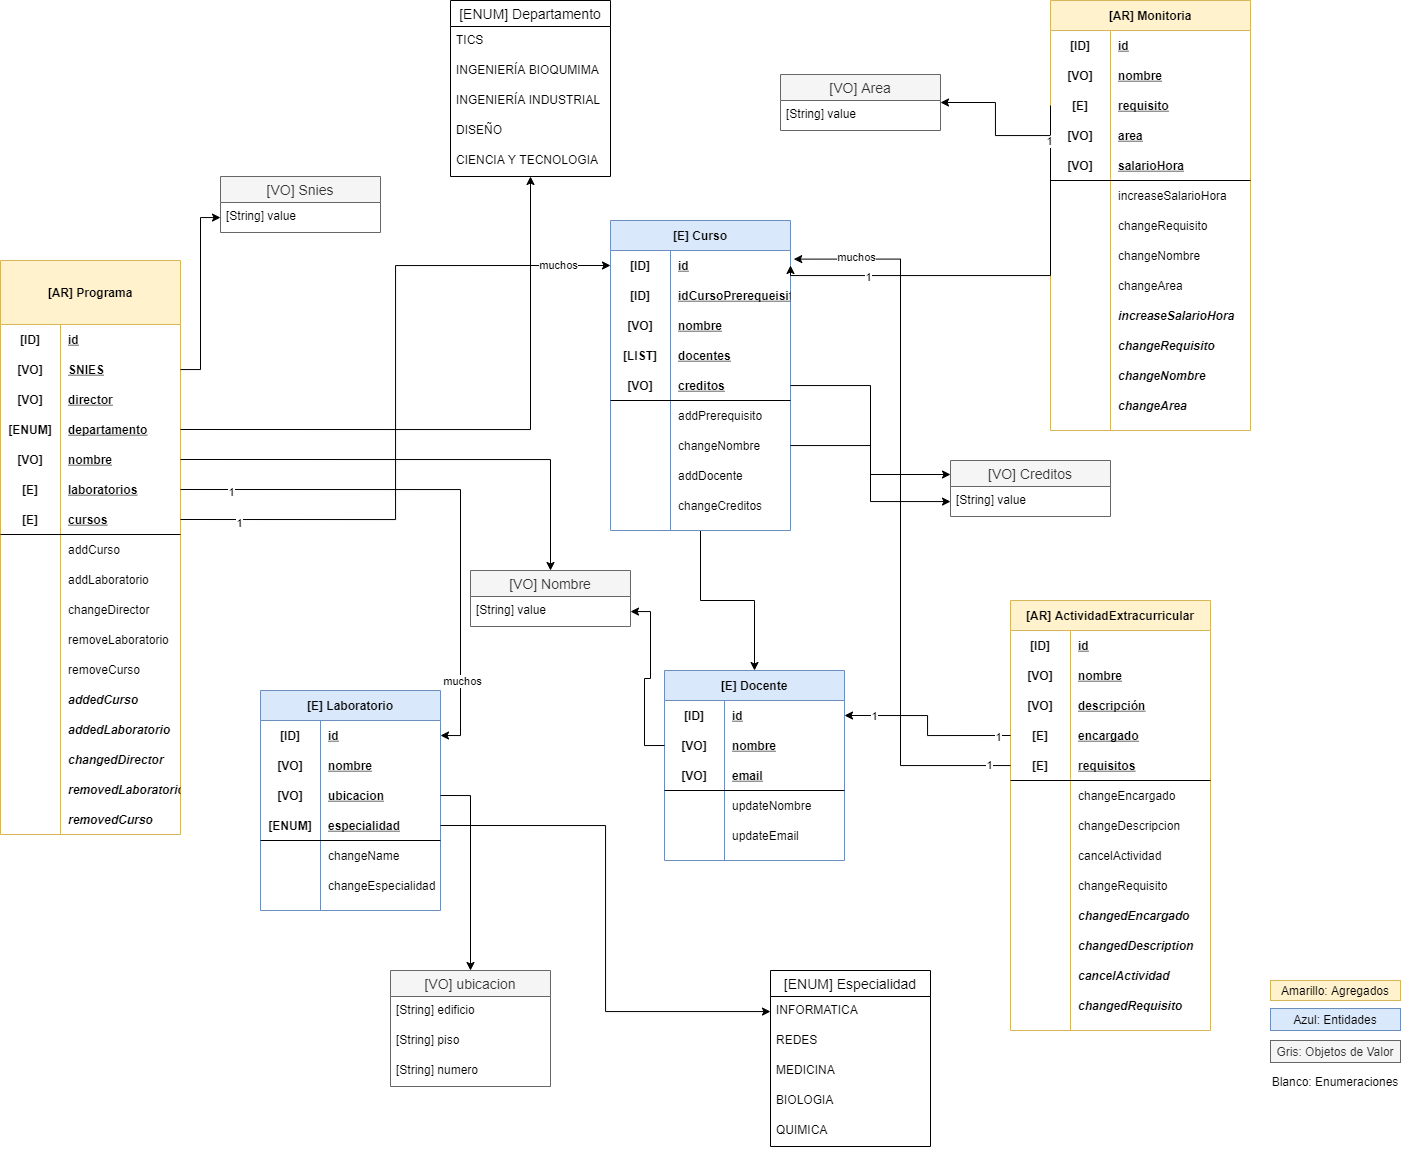 [ENUM] Departamento
TICS
INGENIERÍA BIOQUMIMA
INGENIERÍA INDUSTRIAL
DISEÑO
CIENCIA Y TECNOLOGIA
[AR] Monitoria
[ID] id
[VO] nombre
[E] requisito
[VO] area
[VO] salarioHora
increaseSalarioHora
changeRequisito
changeNombre
changeArea
increaseSalarioHora
changeRequisito
changeNombre
changeArea
[VO] Area
[String] value
1
[VO] Snies
[String] value
[E] Curso
[ID] id
[ID] idCursoPrerequeisit
[VO] nombre
[LIST] docentes
[VO] creditos
addPrerequisito
changeNombre
addDocente
changeCreditos
muchos
muchos
1
[AR] Programa
[ID] id
[VO] SNIES
[VO] director
[ENUM] departamento
[VO] nombre
[E] laboratorios
[E] cursos
addCurso
addLaboratorio
changeDirector
removeLaboratorio
removeCurso
addedCurso
addedLaboratorio
changedDirector
removedLaboratorio
removedCurso
1
1
[VO] Creditos
[String] value
[VO] Nombre
[String] value
muchos
[AR] ActividadExtracurricular
[ID] id
[VO] nombre
[VO] descripción
[E] encargado
[E] requisitos
changeEncargado
changeDescripcion
cancelActividad
changeRequisito
changedEncargado
changedDescription
cancelActividad
changedRequisito
[E] Docente
[ID] id
[VO] nombre
[VO] email
updateNombre
updateEmail
1
1
1
[E] Laboratorio
[ID] id
[VO] nombre
[VO] ubicacion
[ENUM] especialidad
changeName
changeEspecialidad
[VO] ubicacion
[String] edificio
[String] piso
[String] numero
[ENUM] Especialidad
INFORMATICA
REDES
MEDICINA
BIOLOGIA
QUIMICA
Amarillo: Agregados
Azul: Entidades
Gris: Objetos de Valor
Blanco: Enumeraciones